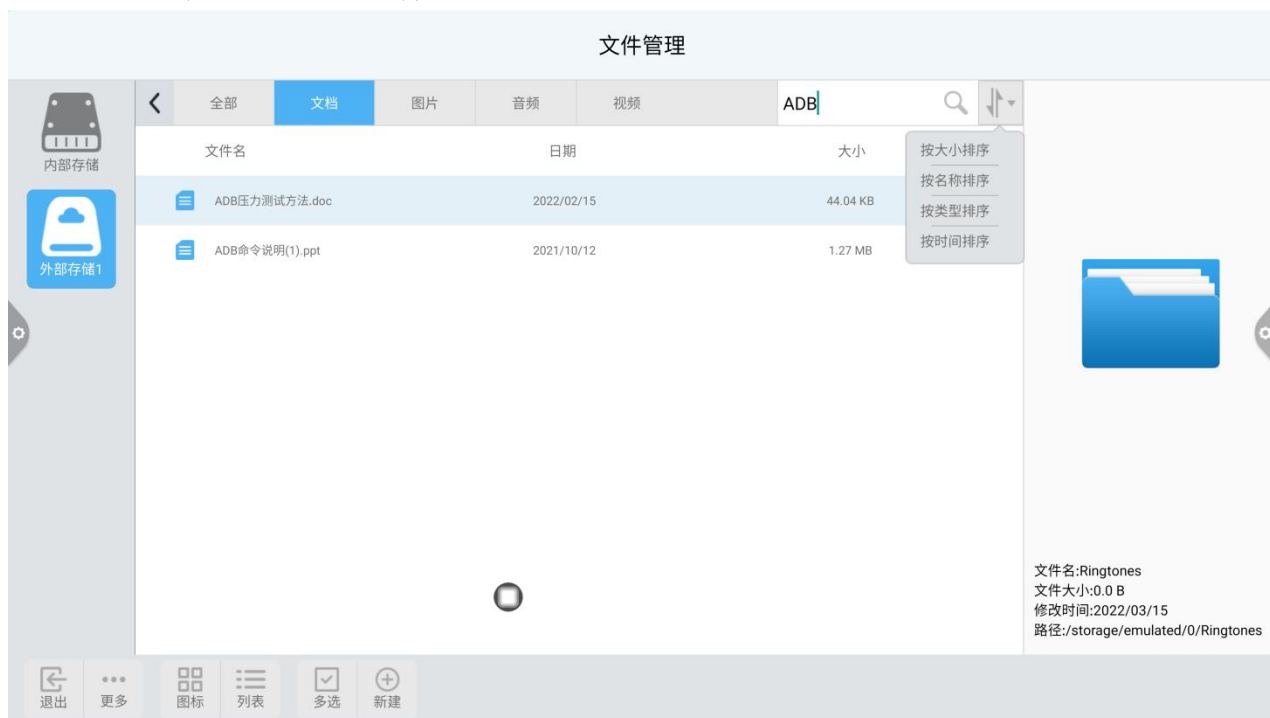 文件管理
内部存储
外部存储1
全部 文档 图片 音频 视频 ADB
文件名 日期 大小
ADB压力测试方法.doc 2022/02/15 44.04 KB
ADB命令说明(1).ppt 2021/10/12 1.27 MB
按大小排序
按名称排序
按类型排序
按时间排序
文件名:Ringtones
文件大小:0.0 B
修改时间:2022/03/15
路径:/storage/emulated/0/Ringtones
退出 更多 图标 列表 多选 新建